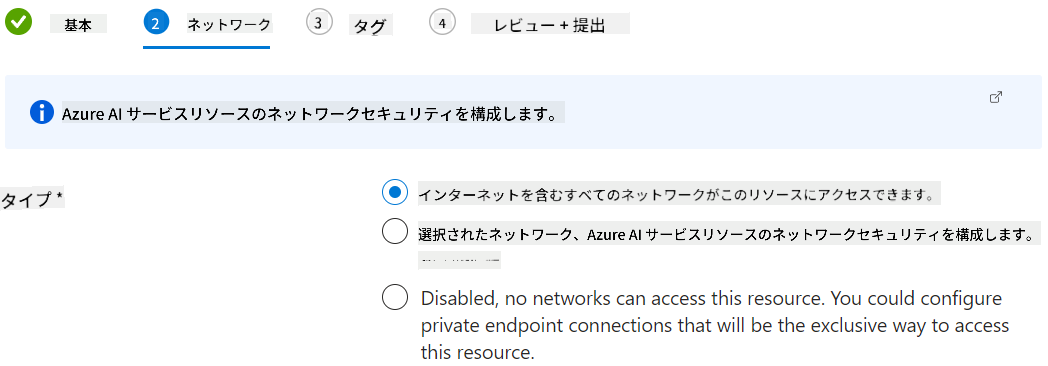 基本
2
ネットワーク
3
タグ
4
レビュー + 提出
Azure AI サービスリソースのネットワークセキュリティを構成します。
タイプ *
インターネットを含むすべてのネットワークがこのリソースにアクセスできます。
選択されたネットワーク、Azure AI サービスリソースのネットワークセキュリティを構成します。
Disabled, no networks can access this resource. You could configure
private endpoint connections that will be the exclusive way to access
this resource.